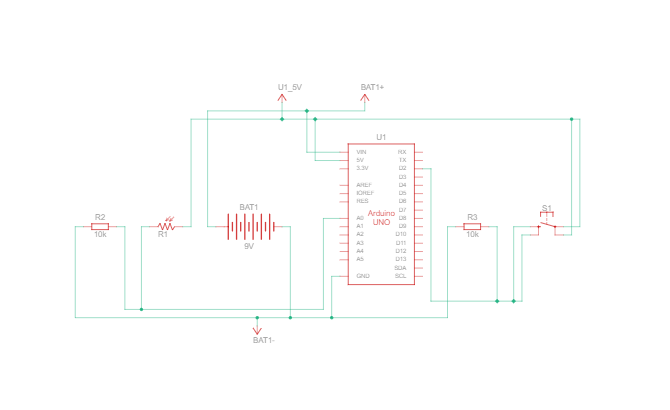 U1_5V
BAT1+
U1
VIN
5V
3.3V
AREF
IOREF
RES
A0
A1
A2
A3
A4
A5
GND
RX
TX
D2
D3
D4
D5
D6
D7
D8
D9
D10
D11
D12
D13
SDA
SCL
Arduino
UNO
R2
10k
R1
BAT1
9V
R3
10k
S1
BAT1-